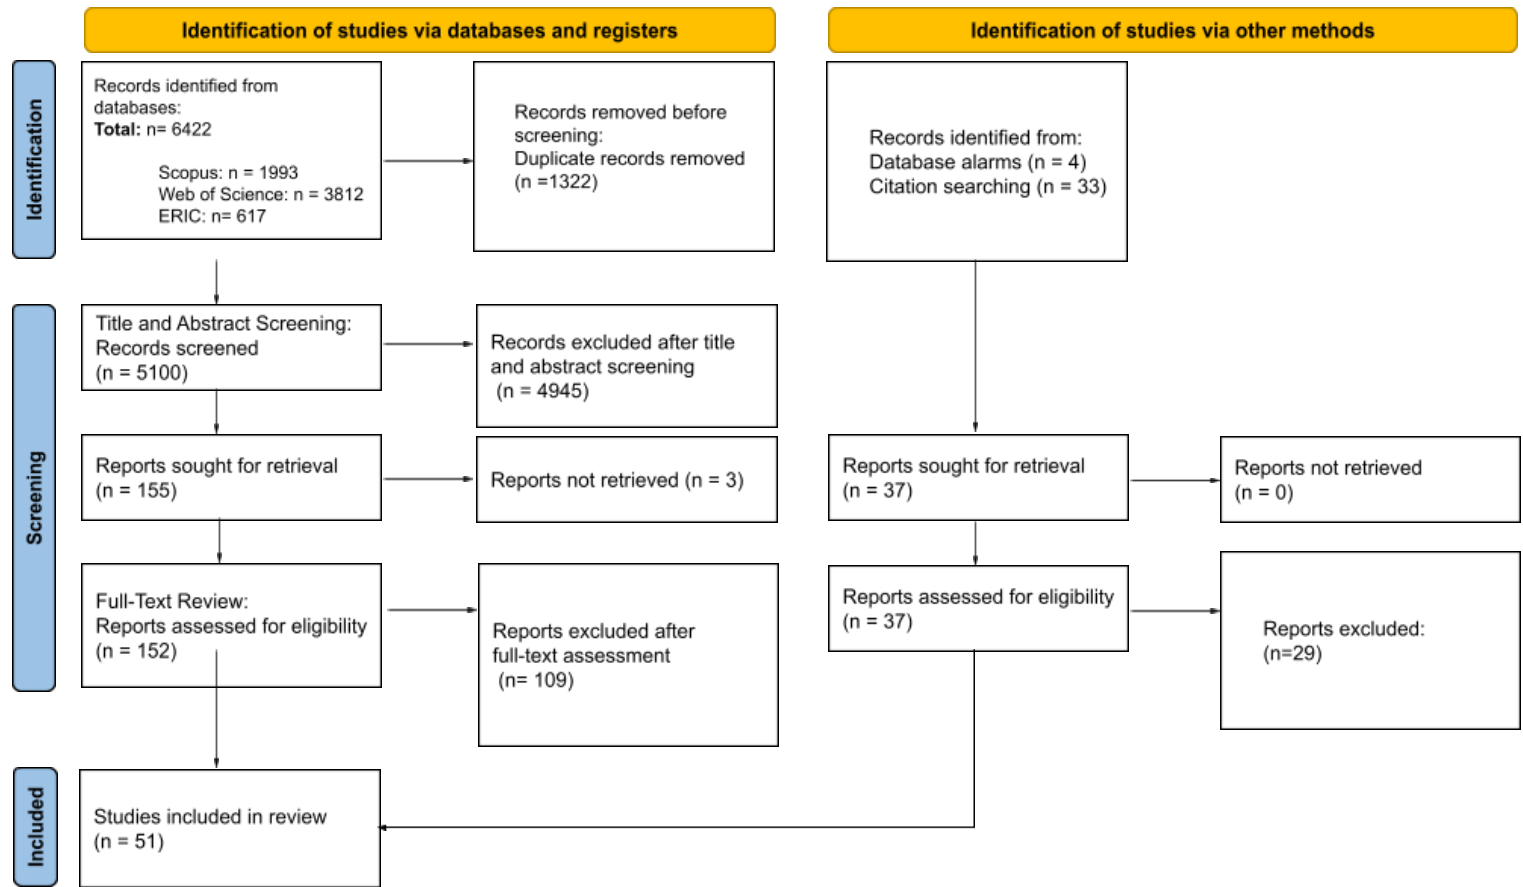 Identification of studies via databases and registers
Identification of studies via other methods
Identification
Records identified from
databases:
Total: n= 6422
Scopus: n = 1993
Web of Science: n = 3812
ERIC: n= 617
Records removed before
screening:
Duplicate records removed
(n =1322)
Records identified from:
Database alarms (n = 4)
Citation searching (n = 33)
Screening
Title and Abstract Screening:
Records screened
(n = 5100)
Records excluded after title
and abstract screening
(n = 4945)
Reports sought for retrieval
(n = 155)
Reports not retrieved (n = 3)
Reports sought for retrieval
(n = 37)
Reports not retrieved
(n = 0)
Full-Text Review:
Reports assessed for eligibility
(n = 152)
Reports excluded after
full-text assessment
(n= 109)
Reports assessed for eligibility
(n = 37)
Reports excluded:
(n=29)
Included
Studies included in review
(n = 51)